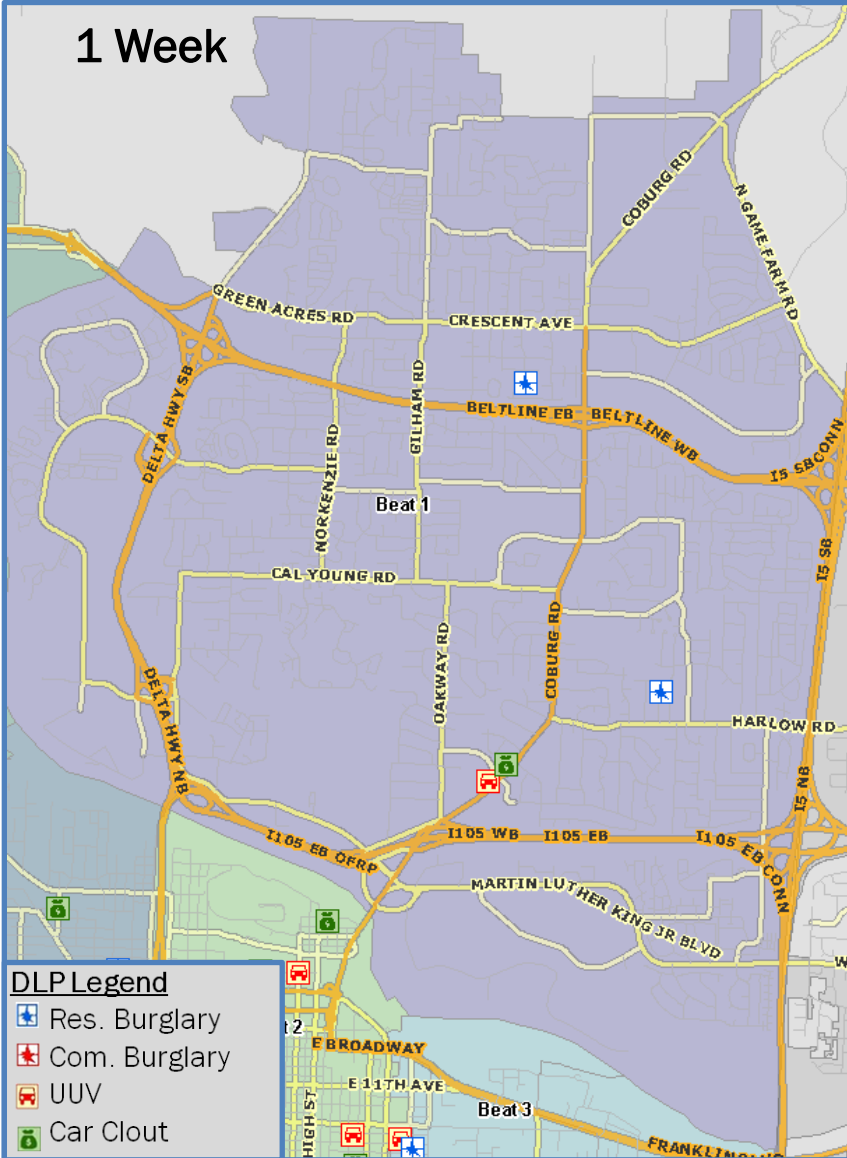 1 Week
COBURG RD
N GAME FARM RD
GREEN ACRES RD
CRESCENT AVE
DELTA HWY SB
GILHAM RD
BELTLINE EB
BELTLINE WB
I5 SB CONN
NORKENZIE RD
Beat 1
I5 SB
CAL YOUNG RD
OAKWAY RD
COBURG RD
DELTA HWY NB
HARLOW RD
I5 NB
I105 EB OFRP
I105 WB
I105 EB
I105 EB CONN
MARTIN LUTHER KING JR BLVD
W
DLP Legend
Res. Burglary
Com. Burglary
UUV
Car Clout
t 2
E BROADWAY
E 11TH AVE
HIGH ST
Beat 3